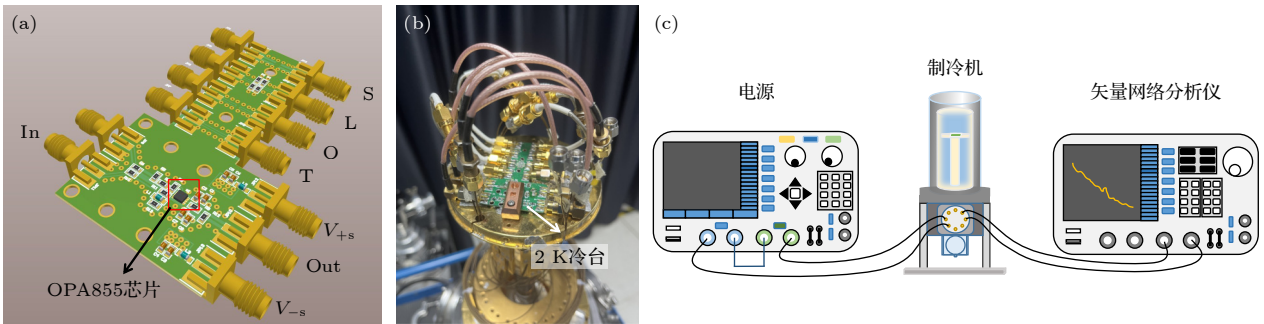 (a)
In
S
L
O
T
V+s
Out
V−s
OPA855芯片
(b)
2 K冷台
(c)
电源
制冷机
矢量网络分析仪